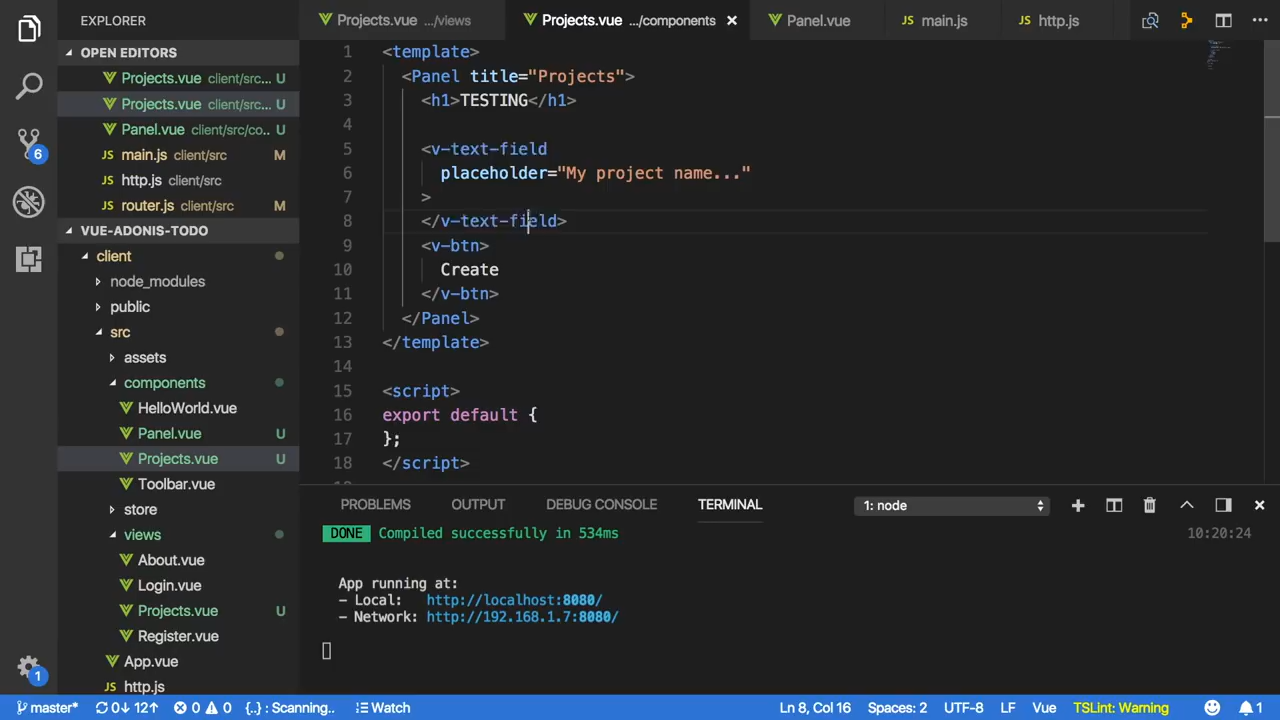 EXPLORER
OPEN EDITORS
Projects.vue client/src... U
Projects.vue client/src... U
Panel.vue client/src/co.. U
JS main.js client/src M
JS http.js client/src
JS router.js client/src M
VUE-ADONIS-TODO
client
node_modules
public
src
assets
components
HelloWorld.vue
Panel.vue U
Projects.vue U
Toolbar.vue
store
views
About.vue
Login.vue
Projects.vue U
Register.vue
App.vue
JS http.js
6
1
Projects.vue .../views
Projects.vue .../components
Panel.vue
JS main.js
JS http.js
1 <template>
2 <Panel title="Projects">
3 <h1>TESTING</h1>
4
5 <v-text-field
6 placeholder="My project name..."
7 >
8 </v-text-field>
9 <v-btn>
10 Create
11 </v-btn>
12 </Panel>
13 </template>
14
15 <script>
16 export default {
17 };
18 </script>
PROBLEMS OUTPUT DEBUG CONSOLE TERMINAL 1: node
DONE Compiled successfully in 534ms 10:20:24
App running at:
- Local: http://localhost:8080/
- Network: http://192.168.1.7:8080/
master* 0↓ 12↑ 0 0 {..} : Scanning.. Watch Ln 8, Col 16 Spaces: 2 UTF-8 LF Vue TSLint: Warning 1